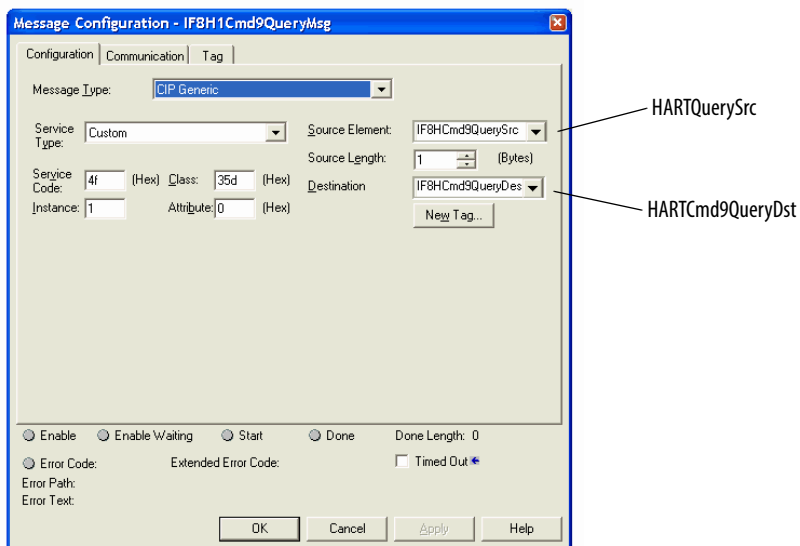 Message Configuration - IF8H1Cmd9QueryMsg
Configuration Communication Tag
Message Type: CIP Generic
Service Type: Custom
Source Element: IF8HCmd9QuerySrc
HARTQuerySrc
Source Length: 1 (Bytes)
Service Code: 4f (Hex) Class: 35d (Hex)
Destination IF8HCmd9QueryDes
HARTCmd9QueryDst
Instance: 1 Attribute: 0 (Hex)
New Tag...
Enable Enable Waiting Start Done Done Length: 0
Error Code: Extended Error Code: Timed Out
Error Path:
Error Text:
OK Cancel Apply Help